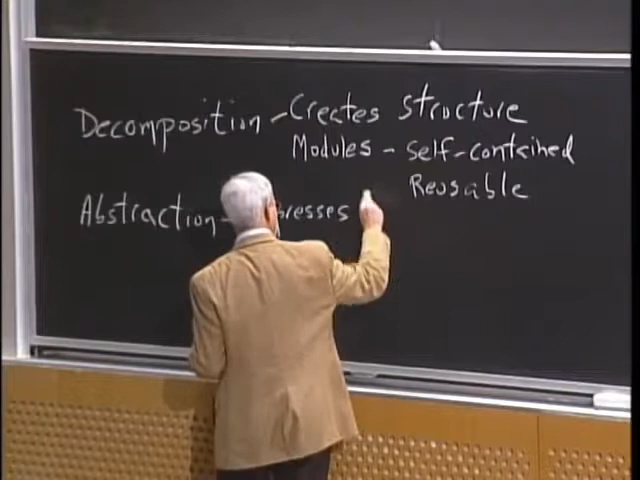 Decomposition - Creates Structure
Modules - Self-contained
Reusable
Abstraction -